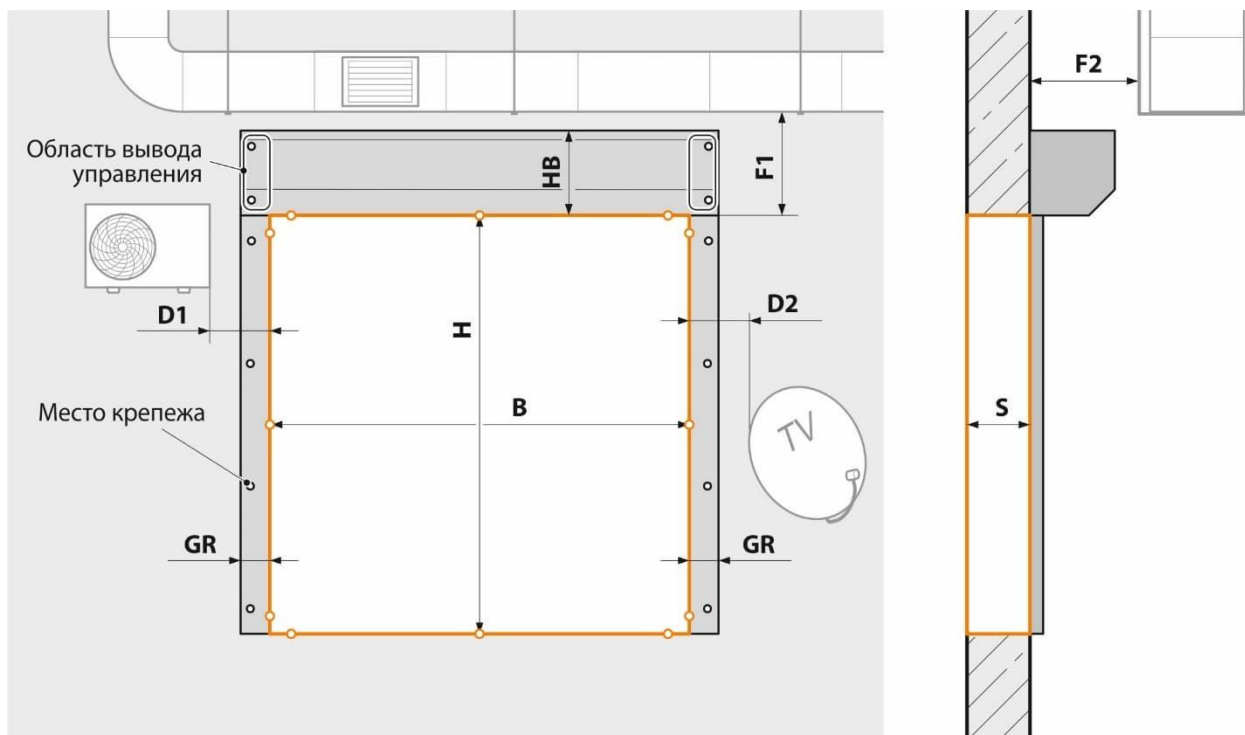 F2
Область вывода
управления
HB
F1
D1
D2
H
Место крепежа
B
S
TV
GR
GR